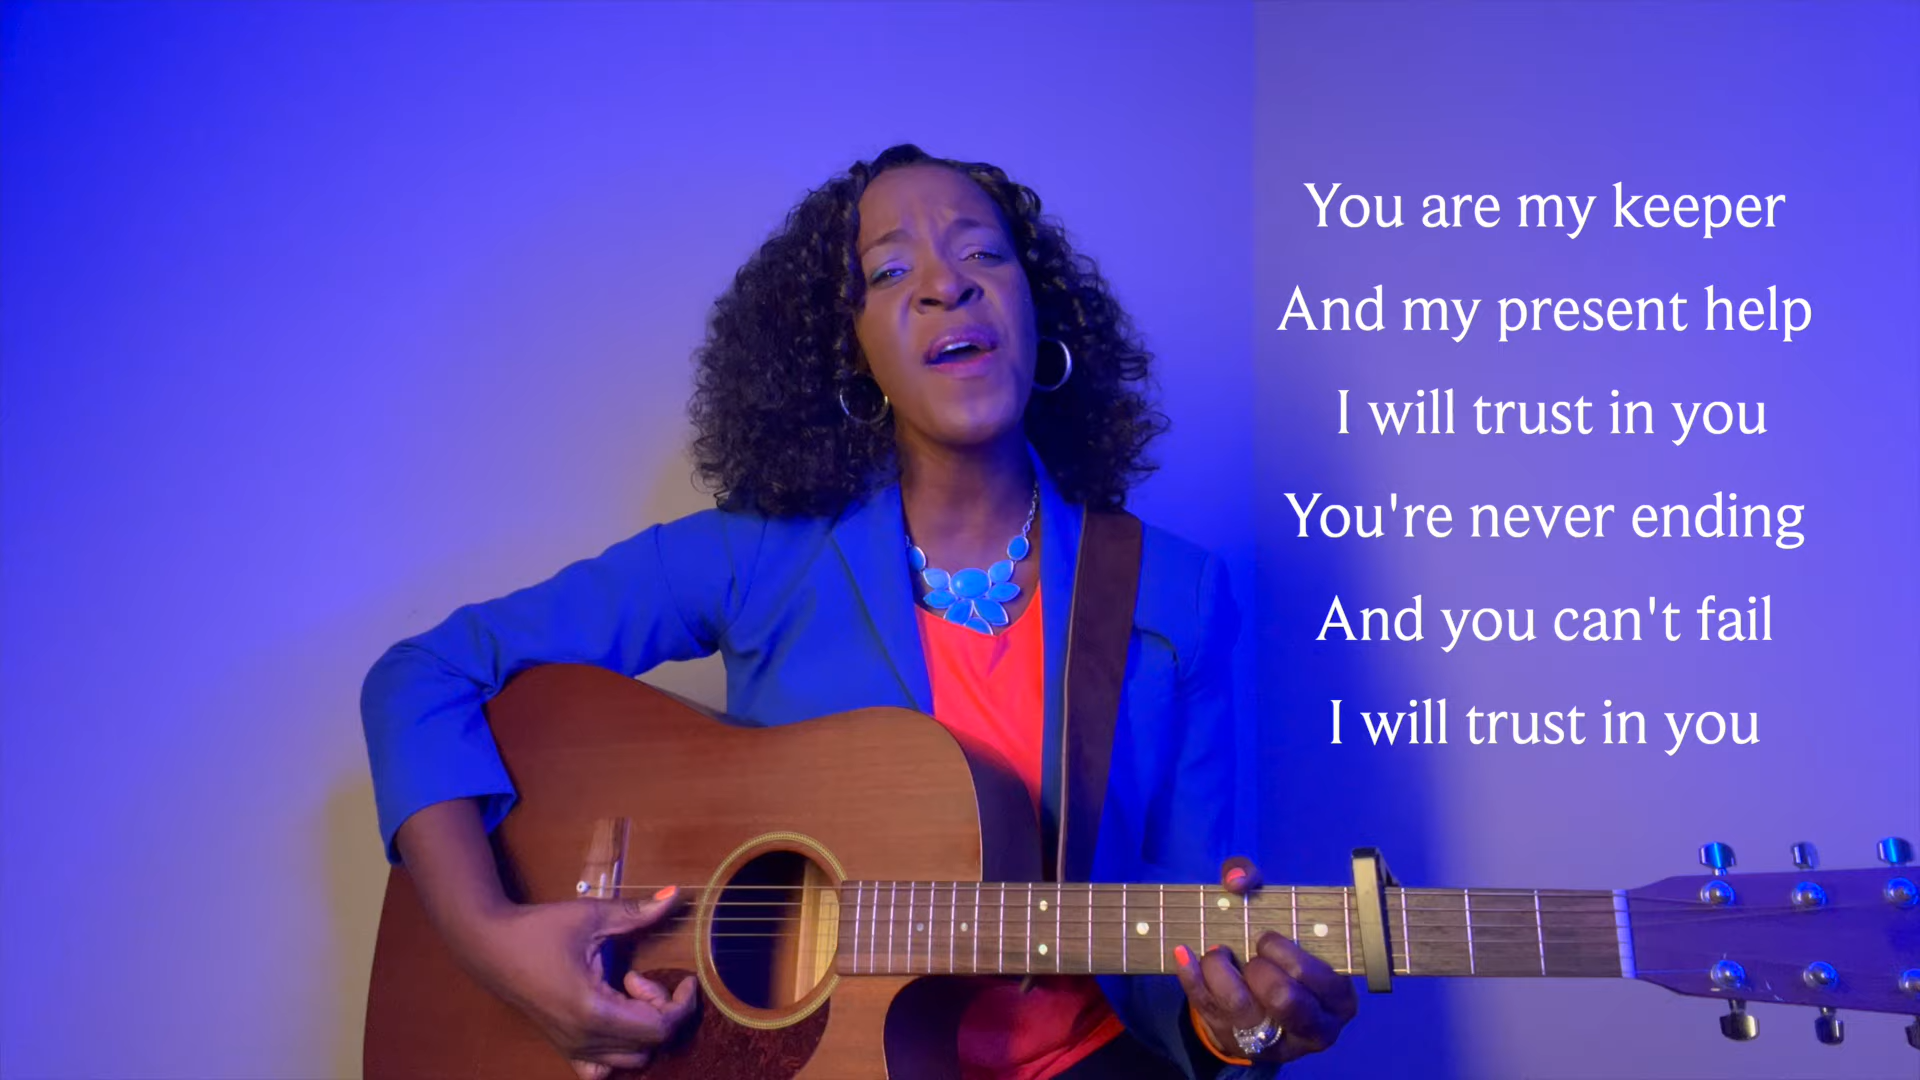 You are my keeper
And my present help
I will trust in you
You're never ending
And you can't fail
I will trust in you